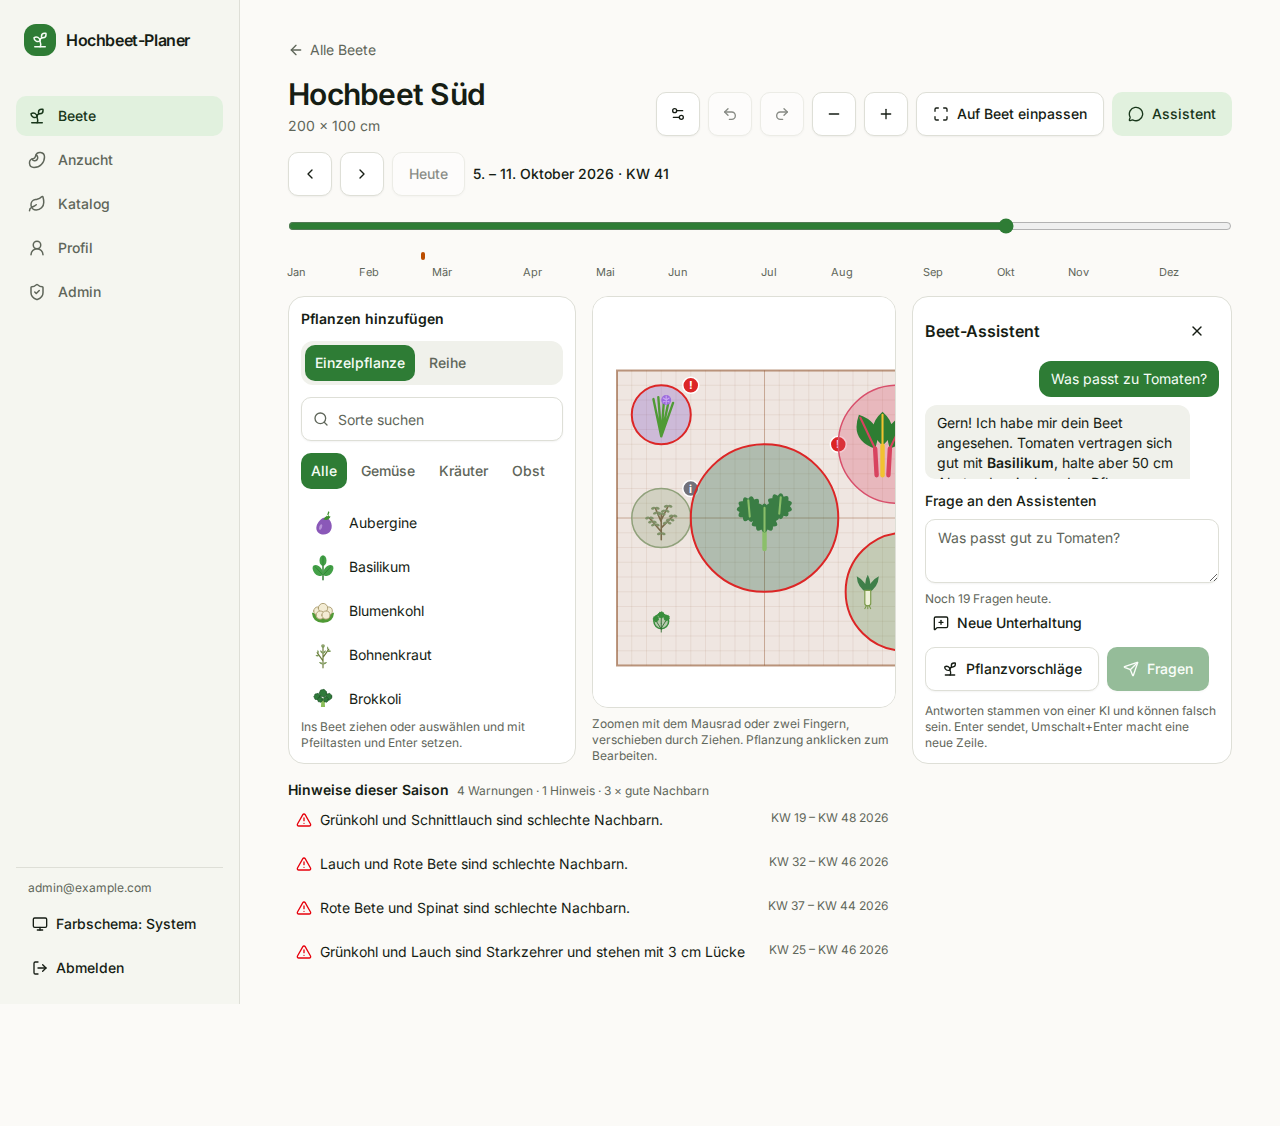 Hochbeet-Planer
Beete
Anzucht
Katalog
Profil
Admin
admin@example.com
Farbschema: System
Abmelden
Alle Beete
Hochbeet Süd
200 × 100 cm
Auf Beet einpassen
Assistent
Heute
5. – 11. Oktober 2026 · KW 41
Jan Feb Mär Apr Mai Jun Jul Aug Sep Okt Nov Dez
Pflanzen hinzufügen
Einzelpflanze Reihe
Sorte suchen
Alle Gemüse Kräuter Obst
Aubergine
Basilikum
Blumenkohl
Bohnenkraut
Brokkoli
Ins Beet ziehen oder auswählen und mit
Pfeiltasten und Enter setzen.
Zoomen mit dem Mausrad oder zwei Fingern,
verschieben durch Ziehen. Pflanzung anklicken zum
Bearbeiten.
Beet-Assistent
Was passt zu Tomaten?
Gern! Ich habe mir dein Beet
angesehen. Tomaten vertragen sich
gut mit Basilikum, halte aber 50 cm
Frage an den Assistenten
Was passt gut zu Tomaten?
Noch 19 Fragen heute.
Neue Unterhaltung
Pflanzvorschläge
Fragen
Antworten stammen von einer KI und können falsch
sein. Enter sendet, Umschalt+Enter macht eine
neue Zeile.
Hinweise dieser Saison 4 Warnungen · 1 Hinweis · 3 × gute Nachbarn
Grünkohl und Schnittlauch sind schlechte Nachbarn. KW 19 – KW 48 2026
Lauch und Rote Bete sind schlechte Nachbarn. KW 32 – KW 46 2026
Rote Bete und Spinat sind schlechte Nachbarn. KW 37 – KW 44 2026
Grünkohl und Lauch sind Starkzehrer und stehen mit 3 cm Lücke KW 25 – KW 46 2026